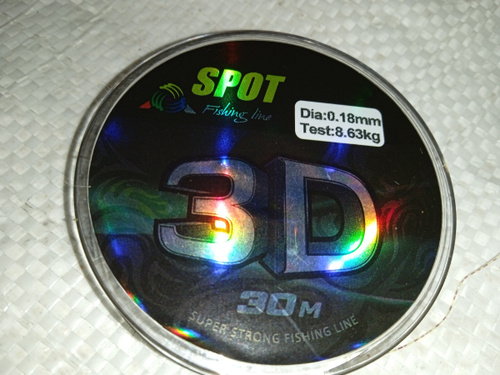 SPOT
Fishing line
Dia:0.18mm
Test:8.63kg
3D
30M
SUPER STRONG FISHING LINE